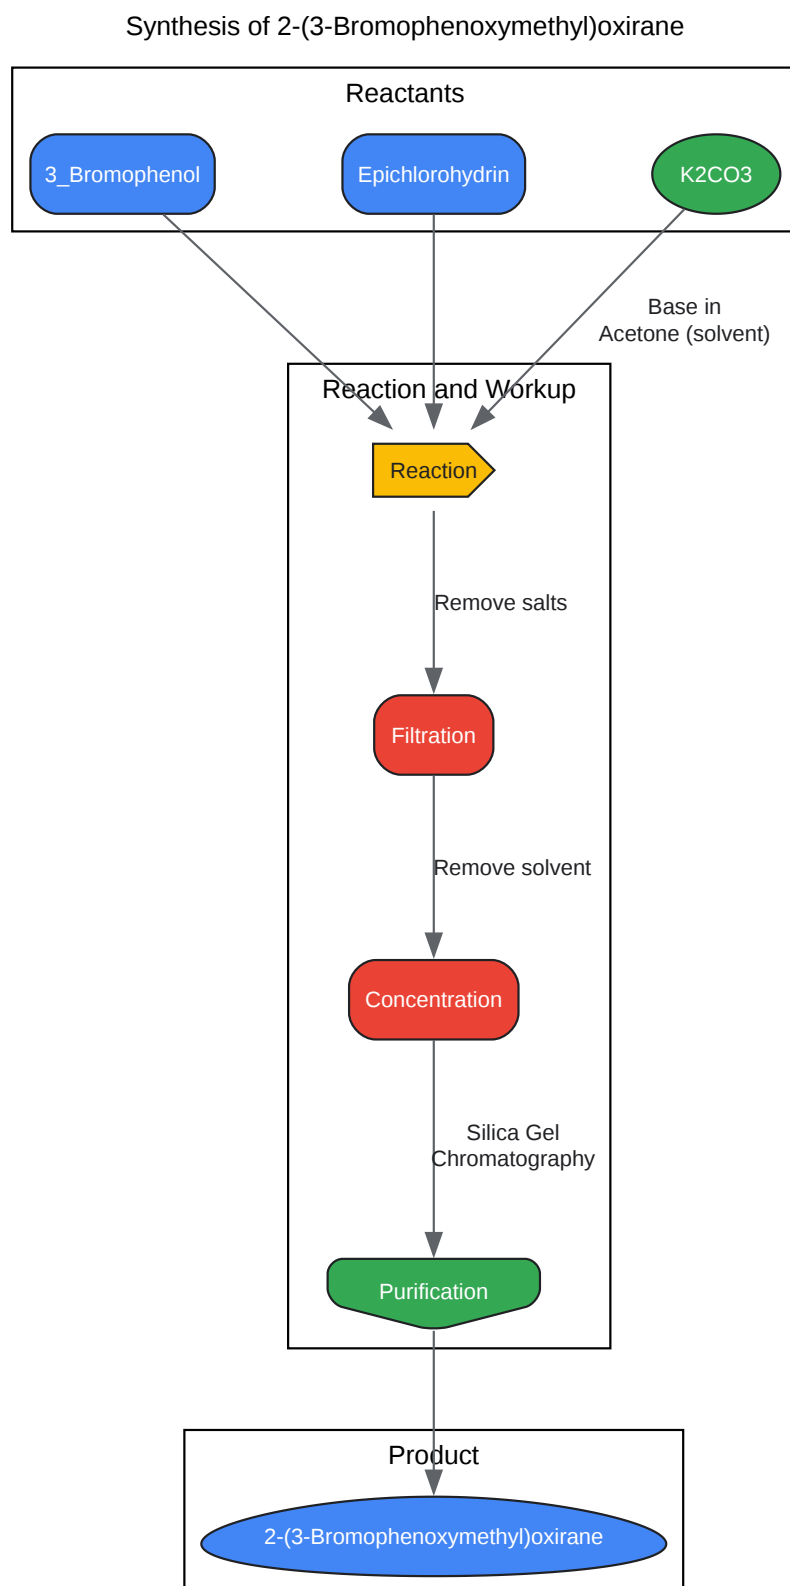 Synthesis of 2-(3-Bromophenoxymethyl)oxirane
Reactants
3_Bromophenol
Epichlorohydrin
K2CO3
Base in
Acetone (solvent)
Reaction and Workup
Reaction
Remove salts
Filtration
Remove solvent
Concentration
Silica Gel
Chromatography
Purification
Product
2-(3-Bromophenoxymethyl)oxirane